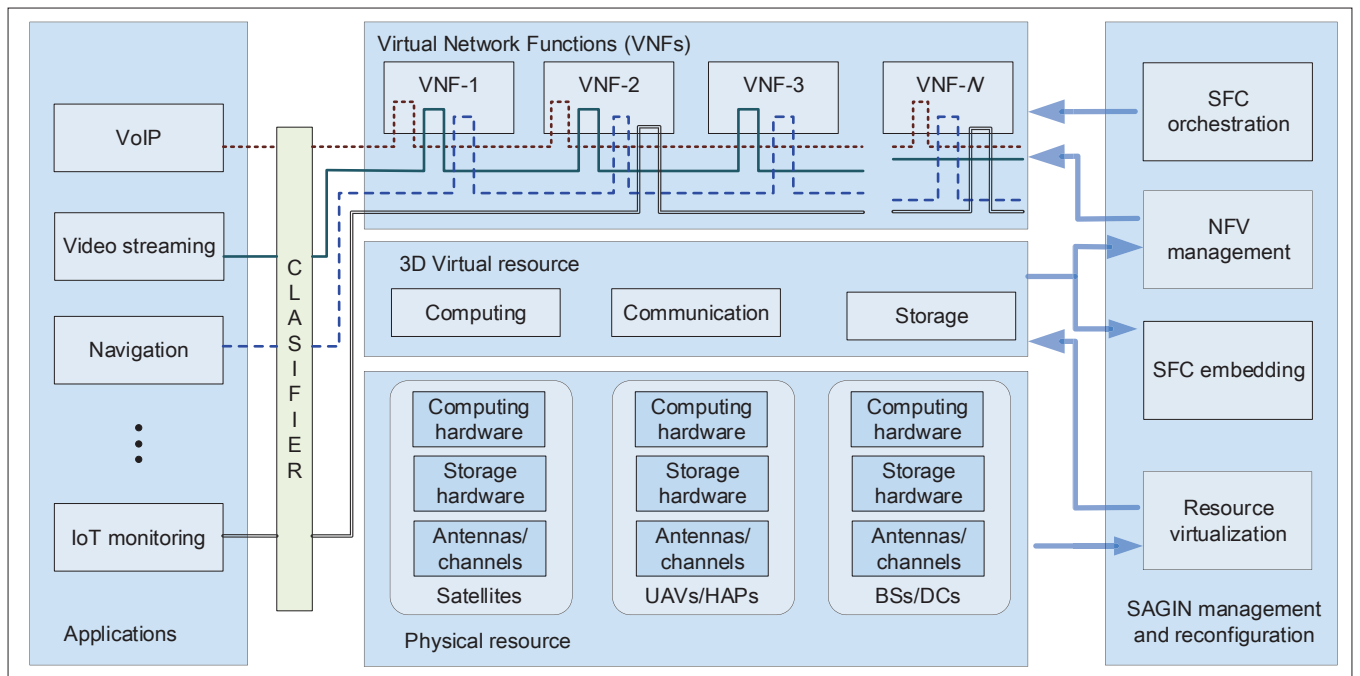 VoIP
Video streaming
Navigation
IoT monitoring
Applications
CLASIFIER
Virtual Network Functions (VNFs)
VNF-1
VNF-2
VNF-3
VNF-N
3D Virtual resource
Computing
Communication
Storage
Computing
hardware
Storage
hardware
Antennas/
channels
Satellites
Computing
hardware
Storage
hardware
Antennas/
channels
UAVs/HAPs
Computing
hardware
Storage
hardware
Antennas/
channels
BSs/DCs
Physical resource
SFC
orchestration
NFV
management
SFC embedding
Resource
virtualization
SAGIN management
and reconfiguration